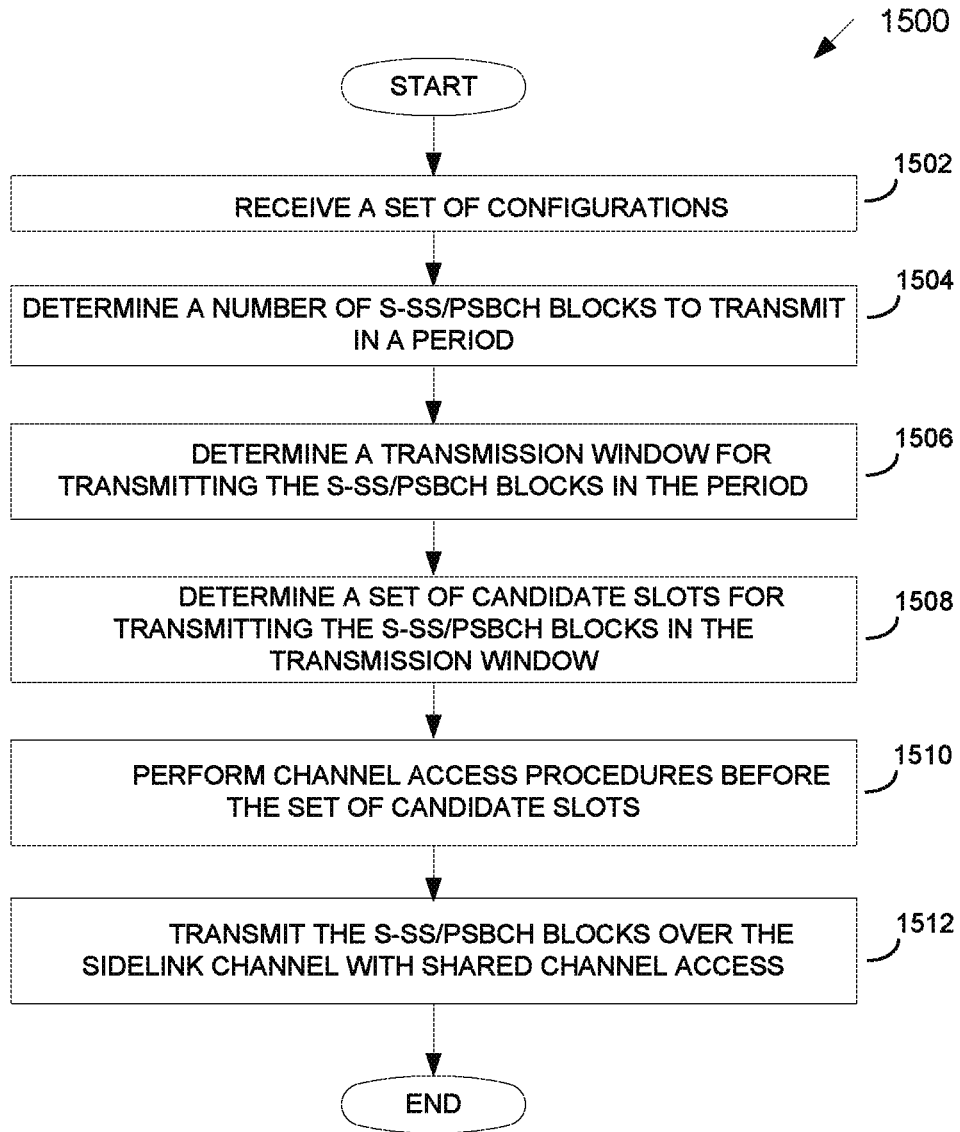 1500
START
1502
RECEIVE A SET OF CONFIGURATIONS
1504
DETERMINE A NUMBER OF S-SS/PSBCH BLOCKS TO TRANSMIT
IN A PERIOD
1506
DETERMINE A TRANSMISSION WINDOW FOR
TRANSMITTING THE S-SS/PSBCH BLOCKS IN THE PERIOD
1508
DETERMINE A SET OF CANDIDATE SLOTS FOR
TRANSMITTING THE S-SS/PSBCH BLOCKS IN THE
TRANSMISSION WINDOW
1510
PERFORM CHANNEL ACCESS PROCEDURES BEFORE
THE SET OF CANDIDATE SLOTS
1512
TRANSMIT THE S-SS/PSBCH BLOCKS OVER THE
SIDELINK CHANNEL WITH SHARED CHANNEL ACCESS
END